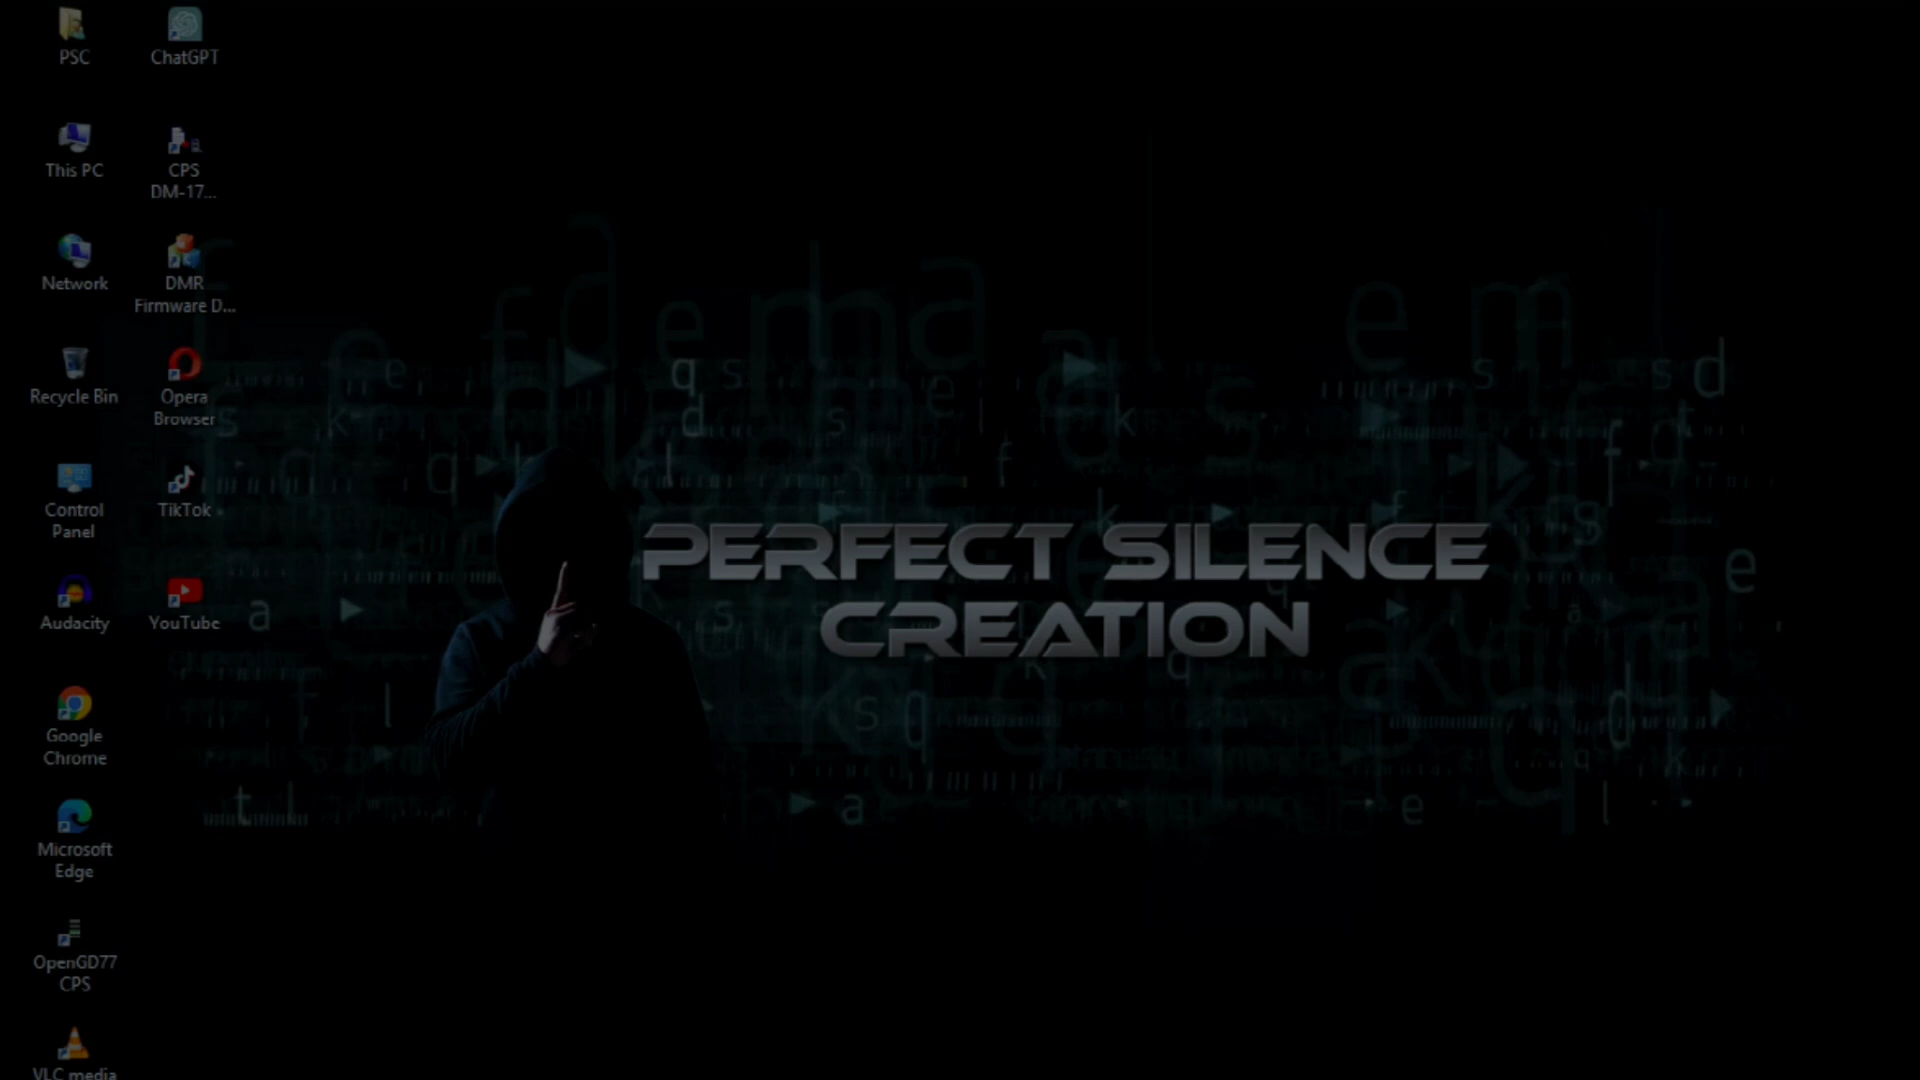 PSC
ChatGPT
This PC
CPS
DM-17...
Network
DMR
Firmware D...
Recycle Bin
Opera
Browser
Control
Panel
TikTok
Audacity
YouTube
Google
Chrome
Microsoft
Edge
OpenGD77
CPS
VLC media
PERFECT SILENCE
CREATION